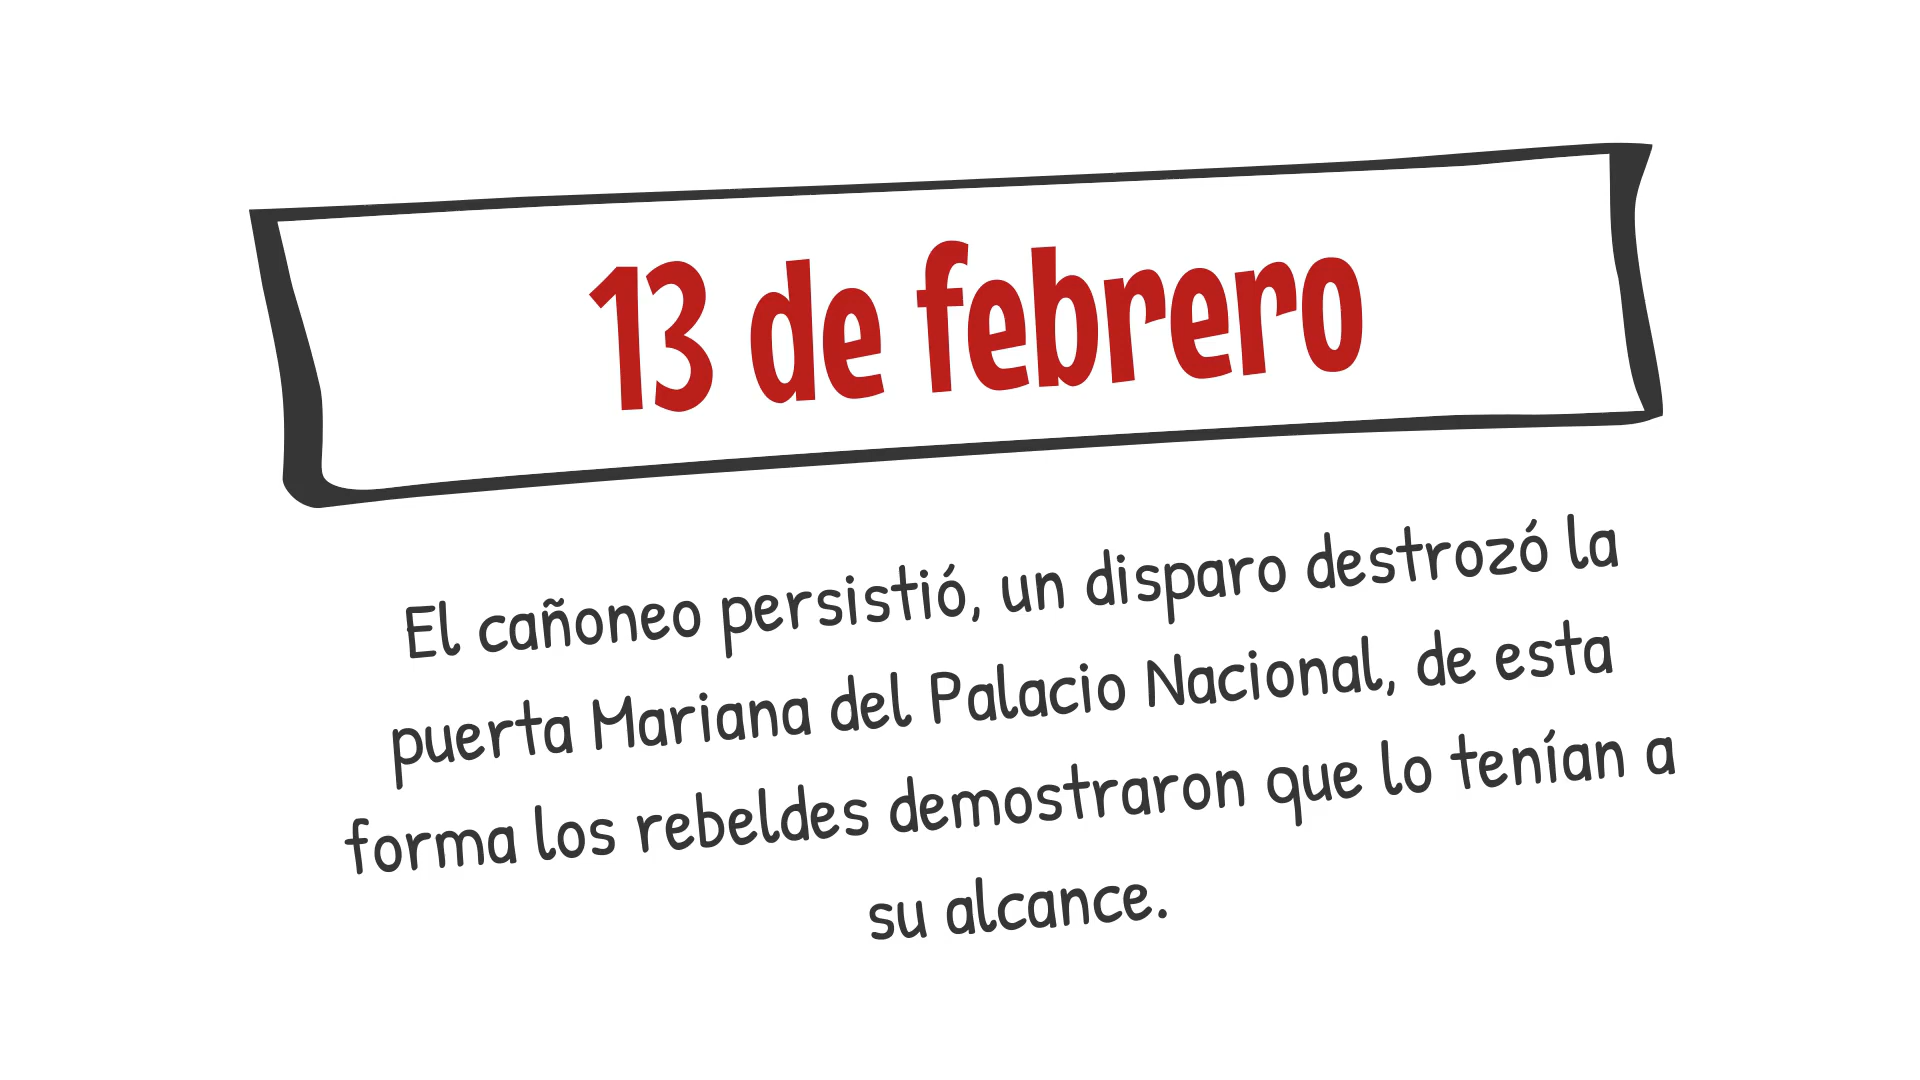 13 de febrero
El cañoneo persistió, un disparo destrozó la
puerta Mariana del Palacio Nacional, de esta
forma los rebeldes demostraron que lo tenían a
su alcance.